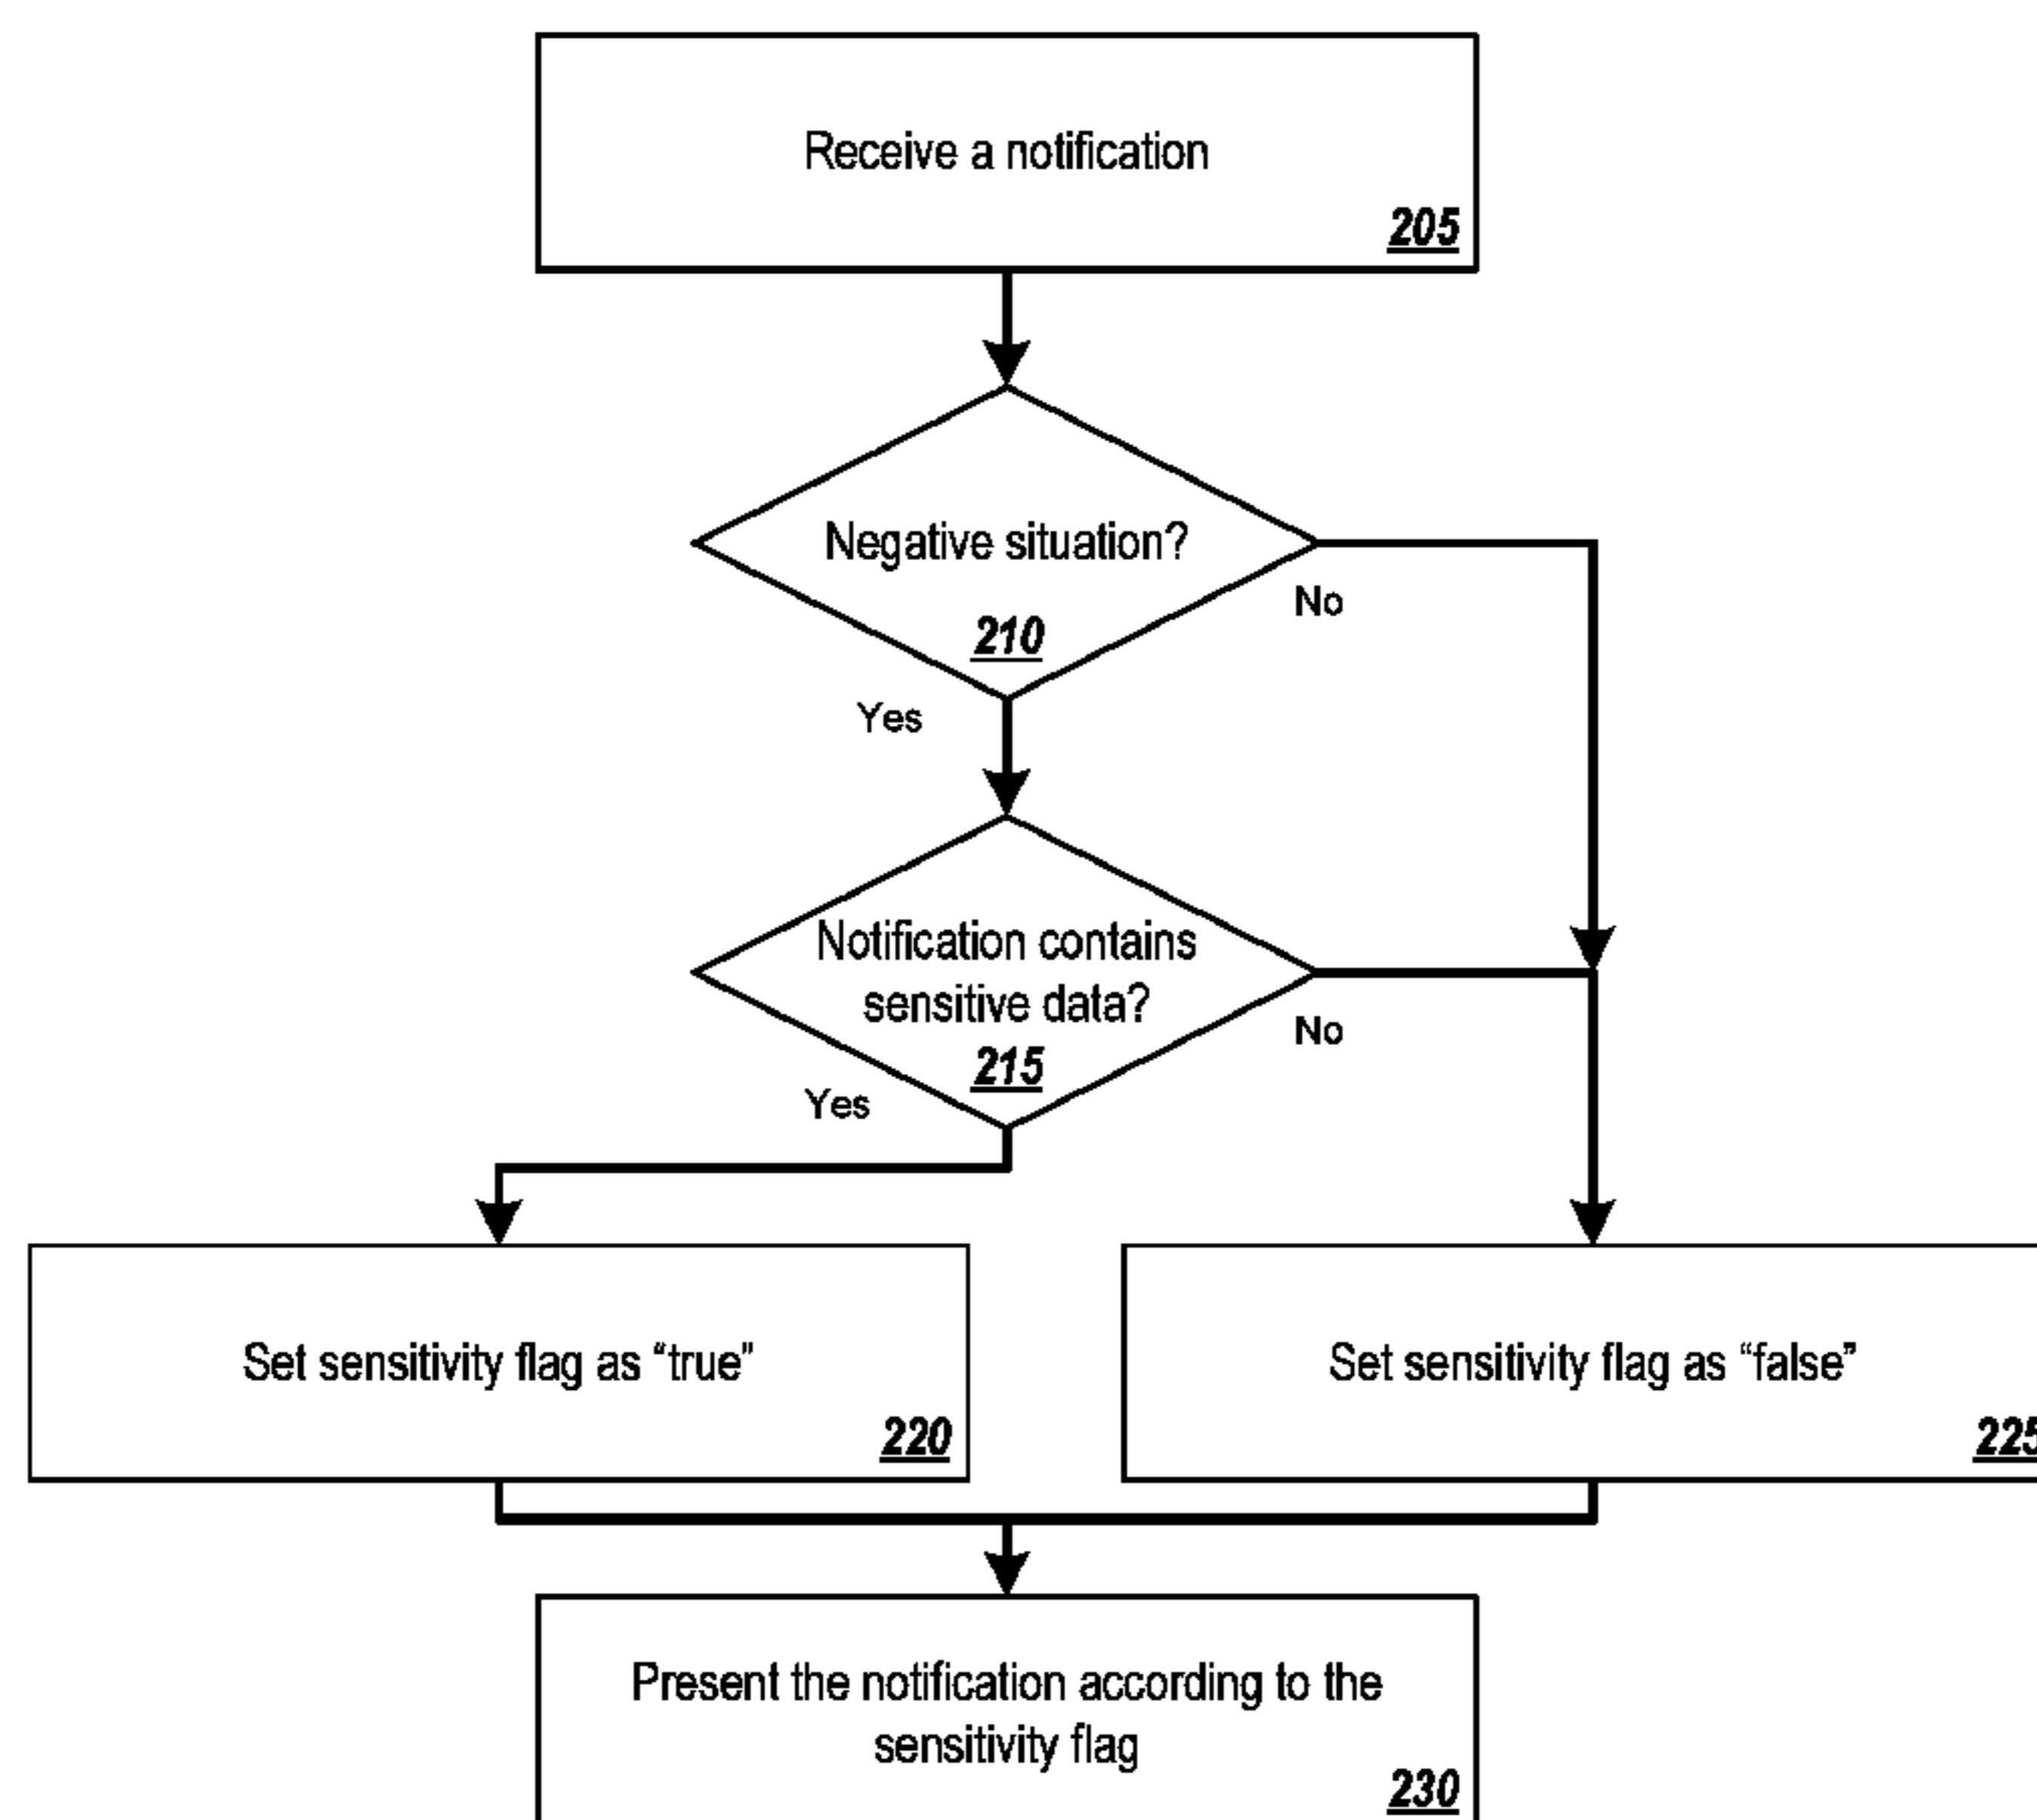 Receive a notification
205
Negative situation?
No
210
Yes
Notification contains
sensitive data?
No
215
Yes
Set sensitivity flag as “true”
220
Set sensitivity flag as “false”
225
Present the notification according to the
sensitivity flag
230